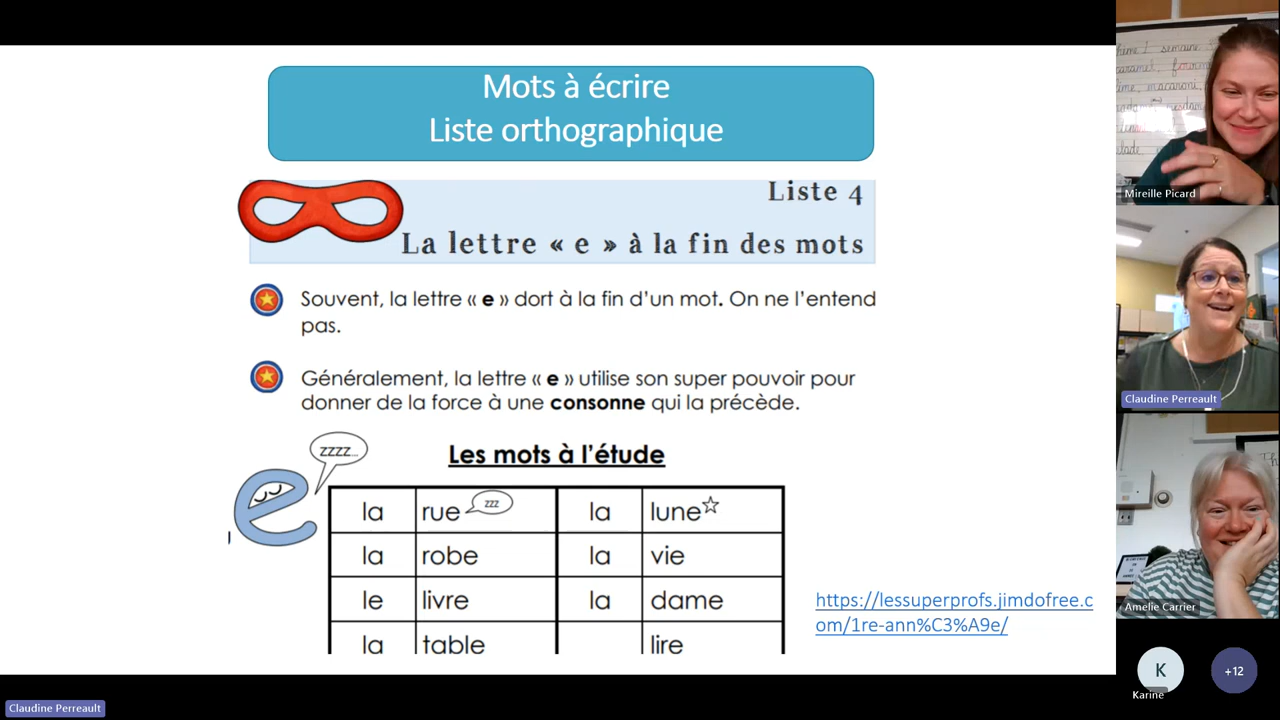 Mots à écrire
Liste orthographique
Liste 4
La lettre « e » à la fin des mots
Souvent, la lettre « e » dort à la fin d'un mot. On ne l'entend
pas.
Généralement, la lettre « e » utilise son super pouvoir pour
donner de la force à une consonne qui la précède.
zzzz...
Les mots à l'étude
e
la rue zzz la lune
la robe la vie
le livre la dame
la table lire
https://lessuperprofs.jimdofree.c
om/1re-ann%C3%A9e/
semaine
caramel,
macaroni,
Mireille Picard
Claudine Perreault
Amelie Carrier
K
Karine
+12
Claudine Perreault